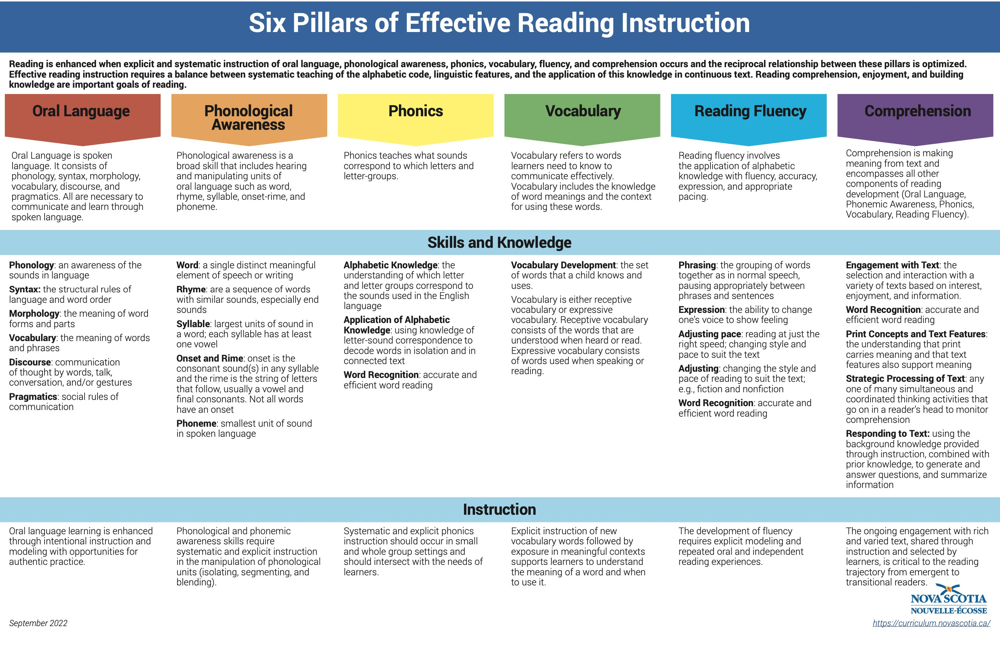 Six Pillars of Effective Reading Instruction
Reading is enhanced when explicit and systematic instruction of oral language, phonological awareness, phonics, vocabulary, fluency, and comprehension occurs and the reciprocal relationship between these pillars is optimized.
Effective reading instruction requires a balance between systematic teaching of the alphabetic code, linguistic features, and the application of this knowledge in continuous text. Reading comprehension, enjoyment, and building
knowledge are important goals of reading.
Oral Language
Oral Language is spoken
language. It consists of
phonology, syntax, morphology,
vocabulary, discourse, and
pragmatics. All are necessary to
communicate and learn through
spoken language.
Phonological
Awareness
Phonological awareness is a
broad skill that includes hearing
and manipulating units of
oral language such as word,
rhyme, syllable, onset-rime, and
phoneme.
Phonics
Phonics teaches what sounds
correspond to which letters and
letter-groups.
Vocabulary
Vocabulary refers to words
learners need to know to
communicate effectively.
Vocabulary includes the knowledge
of word meanings and the context
for using these words.
Reading Fluency
Reading fluency involves
the application of alphabetic
knowledge with fluency, accuracy,
expression, and appropriate
pacing.
Comprehension
Comprehension is making
meaning from text and
encompasses all other
components of reading
development (Oral Language,
Phonemic Awareness, Phonics,
Vocabulary, Reading Fluency).
Skills and Knowledge
Phonology: an awareness of the
sounds in language
Syntax: the structural rules of
language and word order
Morphology: the meaning of word
forms and parts
Vocabulary: the meaning of words
and phrases
Discourse: communication
of thought by words, talk,
conversation, and/or gestures
Pragmatics: social rules of
communication
Word: a single distinct meaningful
element of speech or writing
Rhyme: are a sequence of words
with similar sounds, especially end
sounds
Syllable: largest units of sound in
a word; each syllable has at least
one vowel
Onset and Rime: onset is the
consonant sound(s) in any syllable
and the rime is the string of letters
that follow, usually a vowel and
final consonants. Not all words
have an onset
Phoneme: smallest unit of sound
in spoken language
Alphabetic Knowledge: the
understanding of which letter
and letter groups correspond to
the sounds used in the English
language
Application of Alphabetic
Knowledge: using knowledge of
letter-sound correspondence to
decode words in isolation and in
connected text
Word Recognition: accurate and
efficient word reading
Vocabulary Development: the set
of words that a child knows and
uses.
Vocabulary is either receptive
vocabulary or expressive
vocabulary. Receptive vocabulary
consists of the words that are
understood when heard or read.
Expressive vocabulary consists
of words used when speaking or
reading.
Phrasing: the grouping of words
together as in normal speech,
pausing appropriately between
phrases and sentences
Expression: the ability to change
one's voice to show feeling
Adjusting pace: reading at just the
right speed; changing style and
pace to suit the text
Adjusting: changing the style and
pace of reading to suit the text;
e.g., fiction and nonfiction
Word Recognition: accurate and
efficient word reading
Engagement with Text: the
selection and interaction with a
variety of texts based on interest,
enjoyment, and information.
Word Recognition: accurate and
efficient word reading
Print Concepts and Text Features:
the understanding that print
carries meaning and that text
features also support meaning
Strategic Processing of Text: any
one of many simultaneous and
coordinated thinking activities that
go on in a reader's head to monitor
comprehension
Responding to Text: using the
background knowledge provided
through instruction, combined with
prior knowledge, to generate and
answer questions, and summarize
information
Instruction
Oral language learning is enhanced
through intentional instruction and
modeling with opportunities for
authentic practice.
Phonological and phonemic
awareness skills require
systematic and explicit instruction
in the manipulation of phonological
units (isolating, segmenting, and
blending).
Systematic and explicit phonics
instruction should occur in small
and whole group settings and
should intersect with the needs of
learners.
Explicit instruction of new
vocabulary words followed by
exposure in meaningful contexts
supports learners to understand
the meaning of a word and when
to use it.
The development of fluency
requires explicit modeling and
repeated oral and independent
reading experiences.
The ongoing engagement with rich
and varied text, shared through
instruction and selected by
learners, is critical to the reading
trajectory from emergent to
transitional readers.
NOVA SCOTIA
NOUVELLE-ÉCOSSE
September 2022
https://curriculum.novascotia.ca/